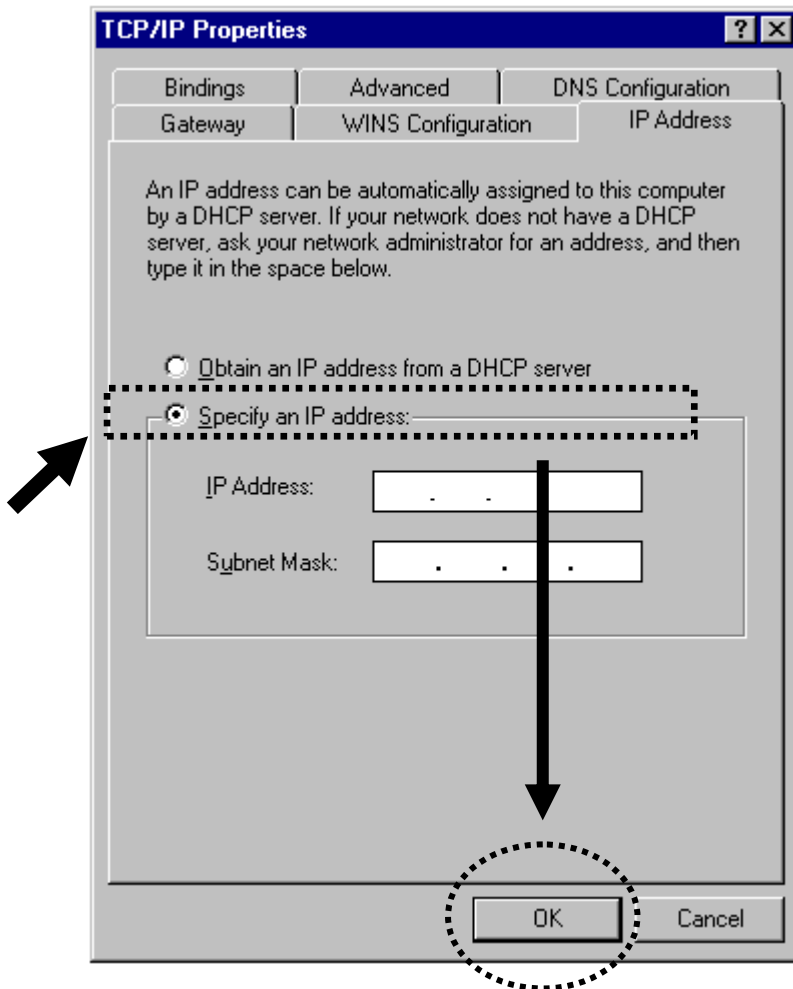 TCP/IP Properties
?
Bindings Advanced DNS Configuration
Gateway WINS Configuration IP Address
An IP address can be automatically assigned to this computer
by a DHCP server. If your network does not have a DHCP
server, ask your network administrator for an address, and then
type it in the space below.
Obtain an IP address from a DHCP server
Specify an IP address:
IP Address: . .
Subnet Mask: . . .
OK Cancel